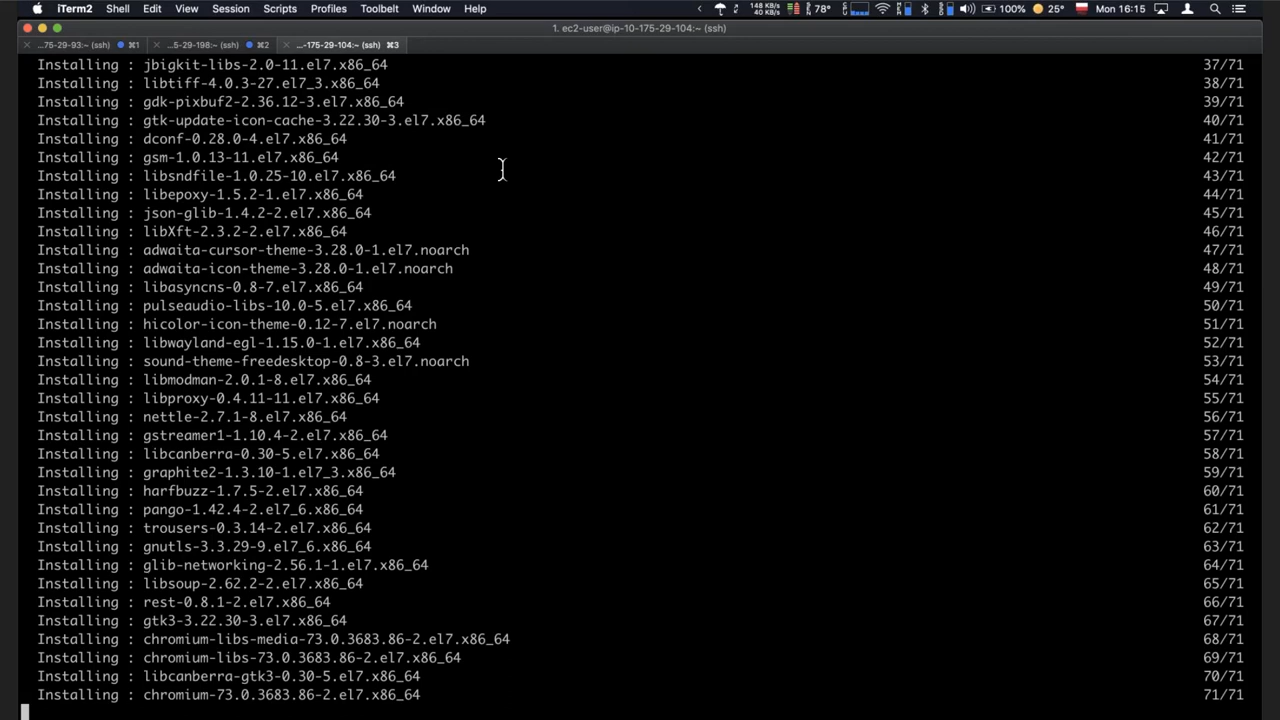 iTerm2 Shell Edit View Session Scripts Profiles Toolbelt Window Help 148 KB/s 40 KB/s 78° 100% 25° Mon 16:15
1. ec2-user@ip-10-175-29-104:~ (ssh)
...75-29-93:~ (ssh) ⌘1 ...5-29-198:~ (ssh) ⌘2 ...-175-29-104:~ (ssh) ⌘3
Installing : jbigkit-libs-2.0-11.el7.x86_64 37/71
Installing : libtiff-4.0.3-27.el7_3.x86_64 38/71
Installing : gdk-pixbuf2-2.36.12-3.el7.x86_64 39/71
Installing : gtk-update-icon-cache-3.22.30-3.el7.x86_64 40/71
Installing : dconf-0.28.0-4.el7.x86_64 41/71
Installing : gsm-1.0.13-11.el7.x86_64 42/71
Installing : libsndfile-1.0.25-10.el7.x86_64 43/71
Installing : libepoxy-1.5.2-1.el7.x86_64 44/71
Installing : json-glib-1.4.2-2.el7.x86_64 45/71
Installing : libXft-2.3.2-2.el7.x86_64 46/71
Installing : adwaita-cursor-theme-3.28.0-1.el7.noarch 47/71
Installing : adwaita-icon-theme-3.28.0-1.el7.noarch 48/71
Installing : libasyncns-0.8-7.el7.x86_64 49/71
Installing : pulseaudio-libs-10.0-5.el7.x86_64 50/71
Installing : hicolor-icon-theme-0.12-7.el7.noarch 51/71
Installing : libwayland-egl-1.15.0-1.el7.x86_64 52/71
Installing : sound-theme-freedesktop-0.8-3.el7.noarch 53/71
Installing : libmodman-2.0.1-8.el7.x86_64 54/71
Installing : libproxy-0.4.11-11.el7.x86_64 55/71
Installing : nettle-2.7.1-8.el7.x86_64 56/71
Installing : gstreamer1-1.10.4-2.el7.x86_64 57/71
Installing : libcanberra-0.30-5.el7.x86_64 58/71
Installing : graphite2-1.3.10-1.el7_3.x86_64 59/71
Installing : harfbuzz-1.7.5-2.el7.x86_64 60/71
Installing : pango-1.42.4-2.el7_6.x86_64 61/71
Installing : trousers-0.3.14-2.el7.x86_64 62/71
Installing : gnutls-3.3.29-9.el7_6.x86_64 63/71
Installing : glib-networking-2.56.1-1.el7.x86_64 64/71
Installing : libsoup-2.62.2-2.el7.x86_64 65/71
Installing : rest-0.8.1-2.el7.x86_64 66/71
Installing : gtk3-3.22.30-3.el7.x86_64 67/71
Installing : chromium-libs-media-73.0.3683.86-2.el7.x86_64 68/71
Installing : chromium-libs-73.0.3683.86-2.el7.x86_64 69/71
Installing : libcanberra-gtk3-0.30-5.el7.x86_64 70/71
Installing : chromium-73.0.3683.86-2.el7.x86_64 71/71